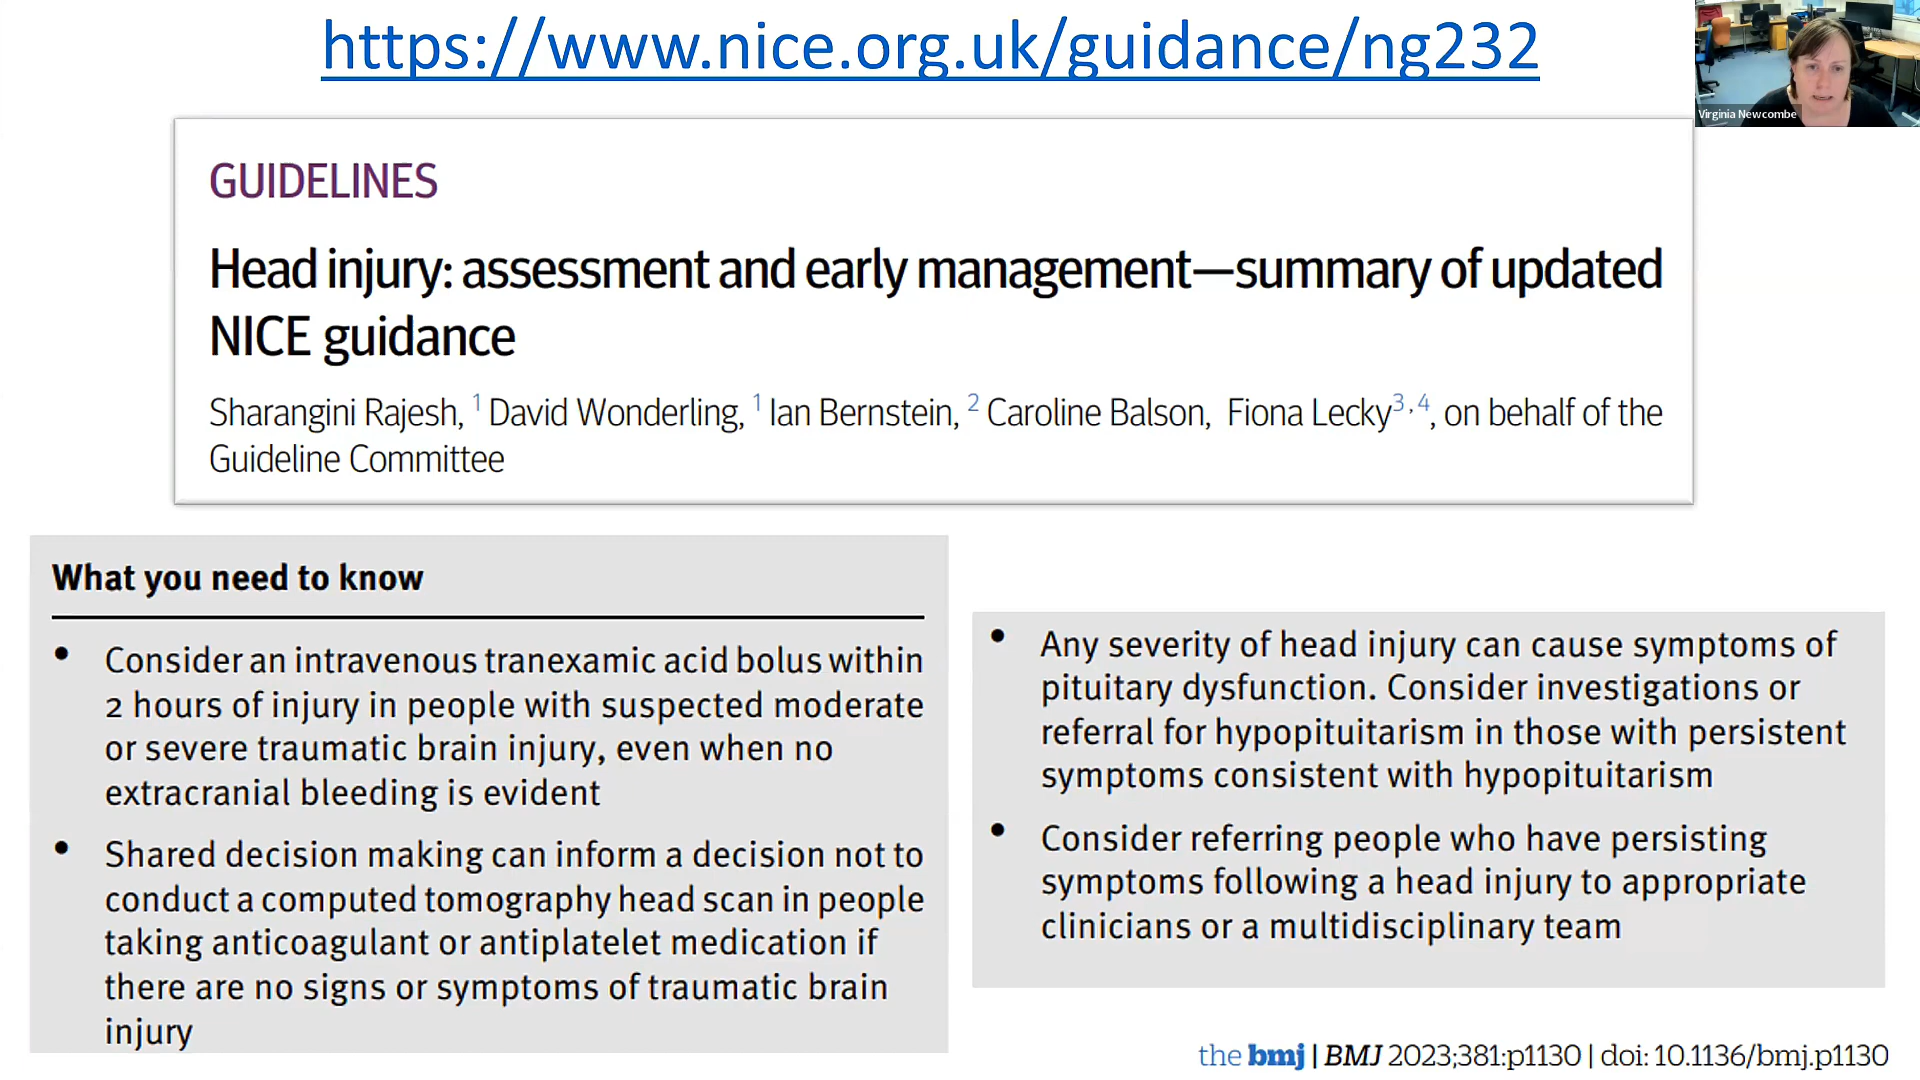 https://www.nice.org.uk/guidance/ng232
Virginia Newcombe
GUIDELINES
Head injury: assessment and early management—summary of updated
NICE guidance
Sharangini Rajesh, 1 David Wonderling, 1 Ian Bernstein, 2 Caroline Balson, Fiona Lecky3,4, on behalf of the
Guideline Committee
What you need to know
• Consider an intravenous tranexamic acid bolus within
2 hours of injury in people with suspected moderate
or severe traumatic brain injury, even when no
extracranial bleeding is evident
• Shared decision making can inform a decision not to
conduct a computed tomography head scan in people
taking anticoagulant or antiplatelet medication if
there are no signs or symptoms of traumatic brain
injury
• Any severity of head injury can cause symptoms of
pituitary dysfunction. Consider investigations or
referral for hypopituitarism in those with persistent
symptoms consistent with hypopituitarism
• Consider referring people who have persisting
symptoms following a head injury to appropriate
clinicians or a multidisciplinary team
the bmj | BMJ 2023;381:p1130 | doi: 10.1136/bmj.p1130